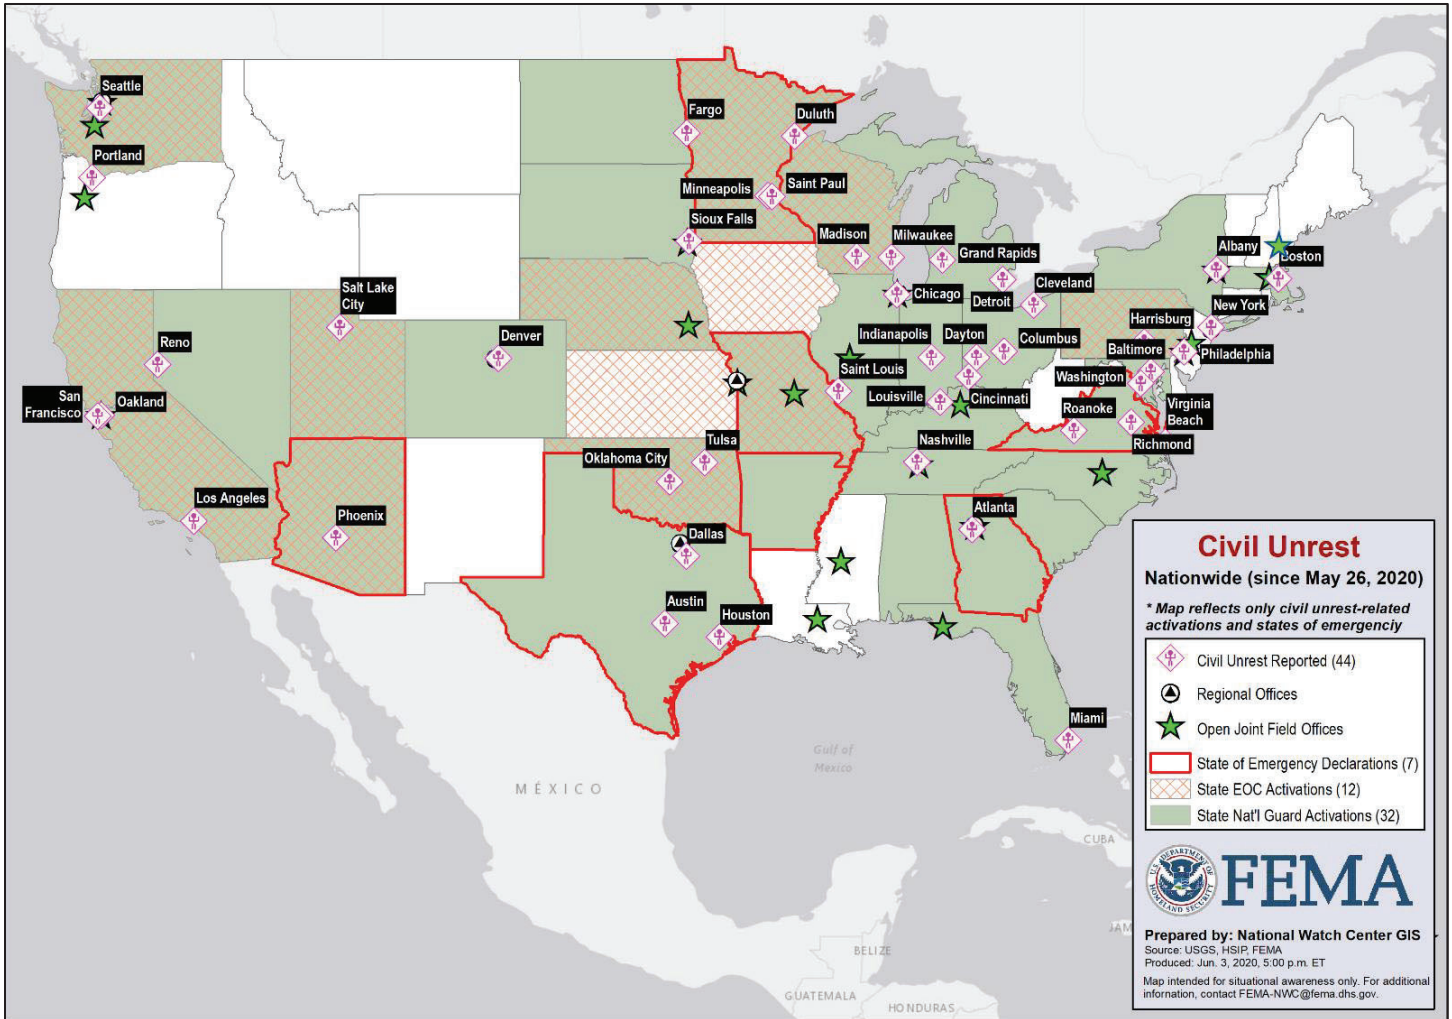 Seattle
Portland
Fargo
Duluth
Minneapolis
Saint Paul
Sioux Falls
Madison
Milwaukee
Grand Rapids
Albany
Boston
Salt Lake
City
Chicago
Detroit
Cleveland
New York
Harrisburg
Reno
Denver
Indianapolis
Dayton
Columbus
Baltimore
Philadelphia
Saint Louis
Washington
San
Francisco
Oakland
Louisville
Cincinnati
Roanoke
Virginia
Beach
Richmond
Tulsa
Oklahoma City
Nashville
Los Angeles
Phoenix
Dallas
Atlanta
Austin
Houston
Miami
Gulf of
Mexico
MÉXICO
CUBA
JAM
BELIZE
GUATEMALA
HONDURAS
Civil Unrest
Nationwide (since May 26, 2020)
* Map reflects only civil unrest-related
activations and states of emergenciy
Civil Unrest Reported (44)
Regional Offices
Open Joint Field Offices
State of Emergency Declarations (7)
State EOC Activations (12)
State Nat'l Guard Activations (32)
U.S. DEPARTMENT OF
HOMELAND SECURITY
FEMA
Prepared by: National Watch Center GIS
Source: USGS, HSIP, FEMA
Produced: Jun. 3, 2020, 5:00 p.m. ET
Map intended for situational awareness only. For additional
infornation, contact FEMA-NWC@fema.dhs.gov.